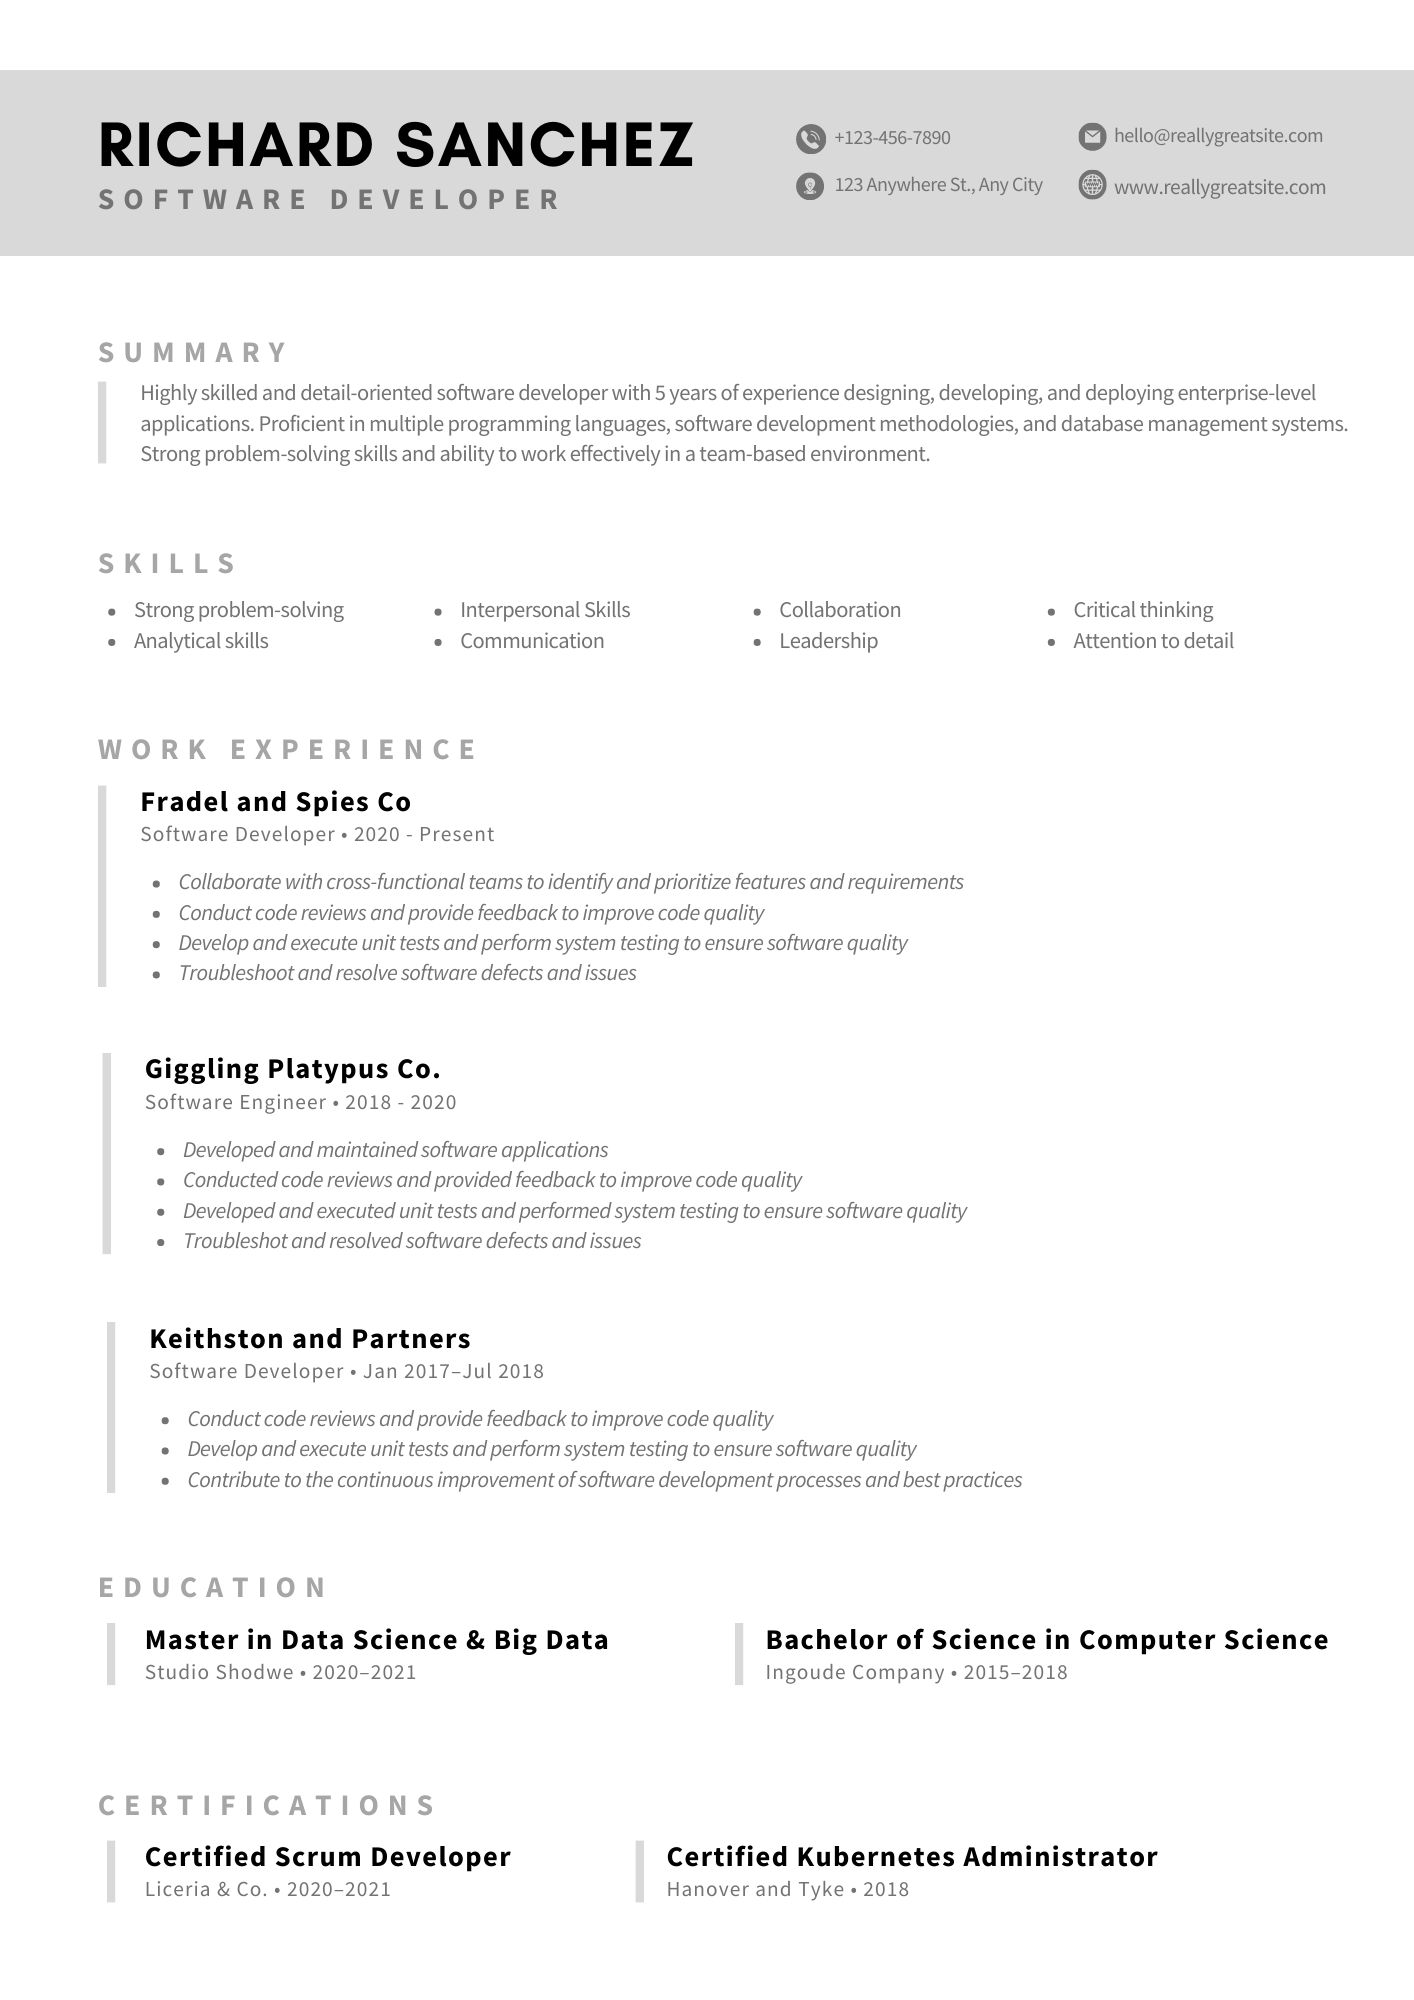 RICHARD SANCHEZ
SOFTWARE DEVELOPER
+123-456-7890
hello@reallygreatsite.com
123 Anywhere St., Any City
www.reallygreatsite.com
SUMMARY
Highly skilled and detail-oriented software developer with 5 years of experience designing, developing, and deploying enterprise-level
applications. Proficient in multiple programming languages, software development methodologies, and database management systems.
Strong problem-solving skills and ability to work effectively in a team-based environment.
SKILLS
• Strong problem-solving
• Analytical skills
• Interpersonal Skills
• Communication
• Collaboration
• Leadership
• Critical thinking
• Attention to detail
WORK EXPERIENCE
Fradel and Spies Co
Software Developer • 2020 - Present
• Collaborate with cross-functional teams to identify and prioritize features and requirements
• Conduct code reviews and provide feedback to improve code quality
• Develop and execute unit tests and perform system testing to ensure software quality
• Troubleshoot and resolve software defects and issues
Giggling Platypus Co.
Software Engineer • 2018 - 2020
• Developed and maintained software applications
• Conducted code reviews and provided feedback to improve code quality
• Developed and executed unit tests and performed system testing to ensure software quality
• Troubleshot and resolved software defects and issues
Keithston and Partners
Software Developer • Jan 2017–Jul 2018
• Conduct code reviews and provide feedback to improve code quality
• Develop and execute unit tests and perform system testing to ensure software quality
• Contribute to the continuous improvement of software development processes and best practices
EDUCATION
Master in Data Science & Big Data
Studio Shodwe • 2020–2021
Bachelor of Science in Computer Science
Ingoude Company • 2015–2018
CERTIFICATIONS
Certified Scrum Developer
Liceria & Co. • 2020–2021
Certified Kubernetes Administrator
Hanover and Tyke • 2018